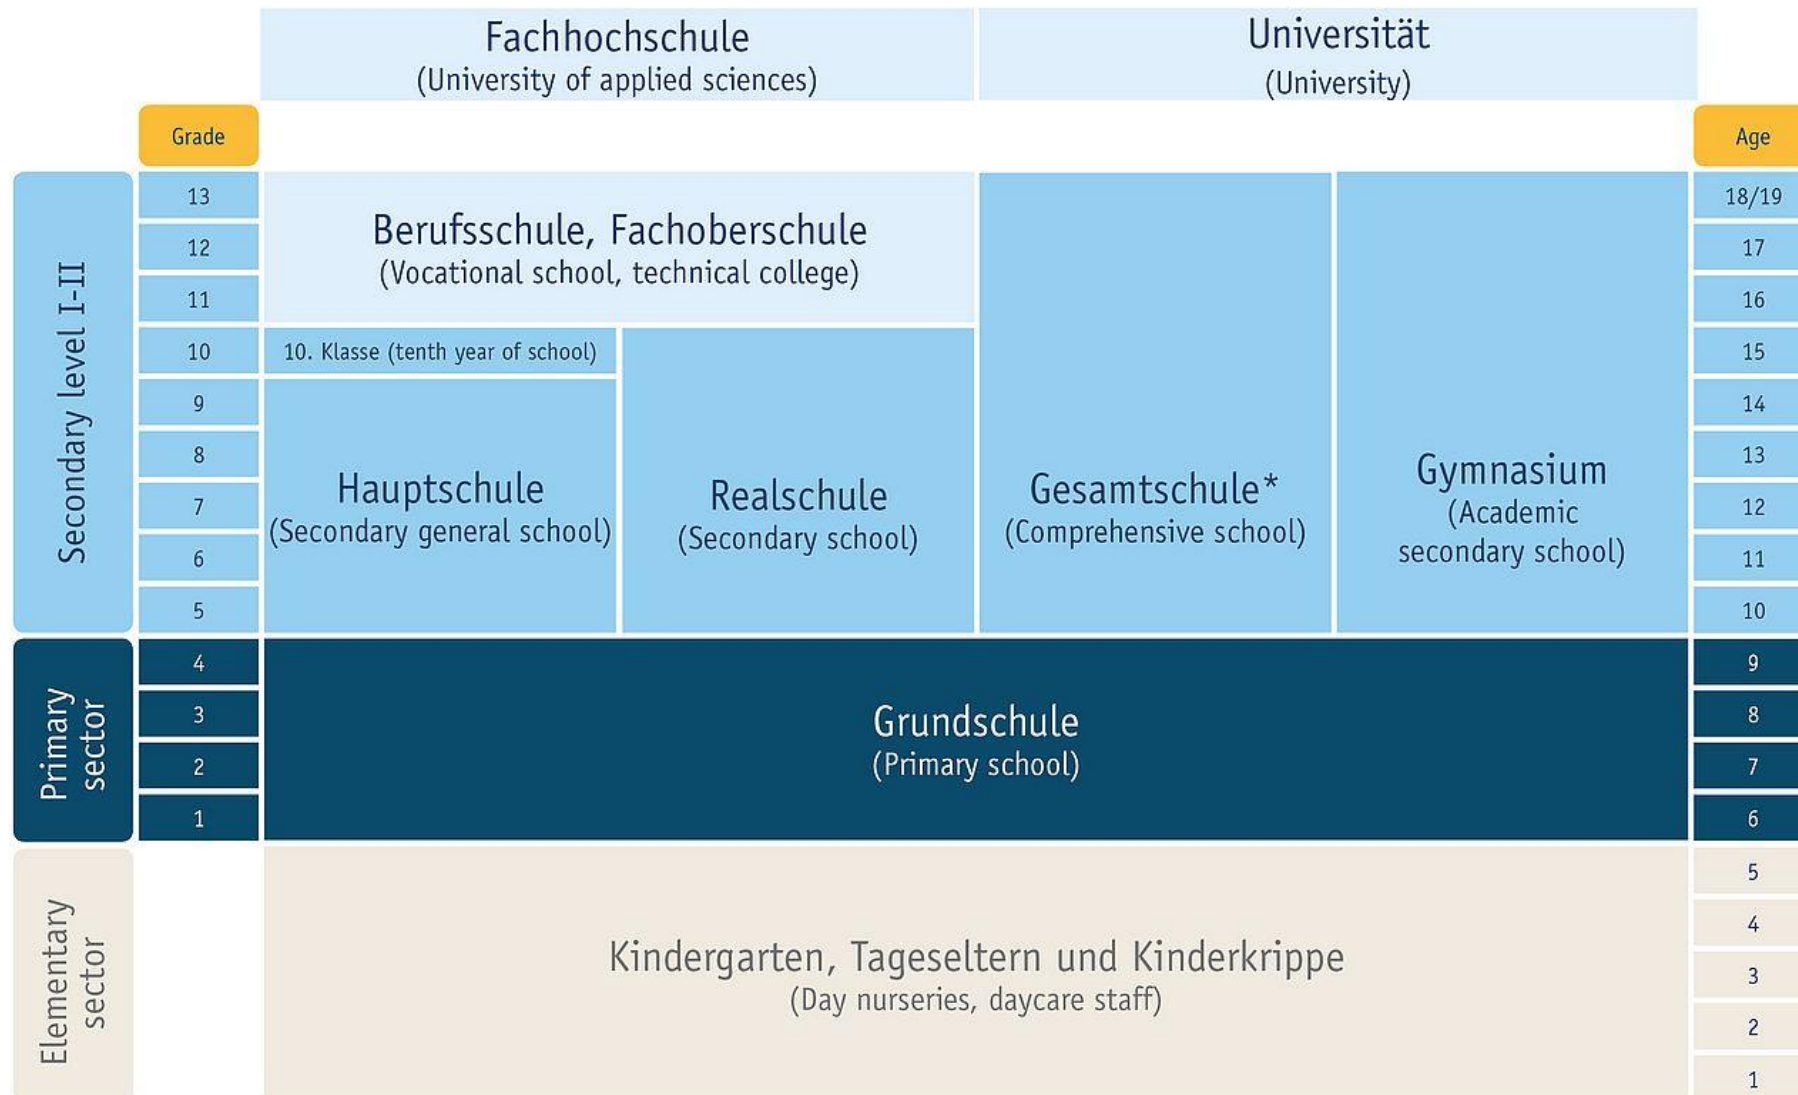 Fachhochschule
(University of applied sciences)
Universität
(University)
Grade
Age
Secondary level I-II
13
12
11
10
9
8
7
6
5
Berufsschule, Fachoberschule
(Vocational school, technical college)
10. Klasse (tenth year of school)
Hauptschule
(Secondary general school)
Realschule
(Secondary school)
Gesamtschule*
(Comprehensive school)
Gymnasium
(Academic
secondary school)
18/19
17
16
15
14
13
12
11
10
Primary
sector
4
3
2
1
Grundschule
(Primary school)
9
8
7
6
Elementary
sector
Kindergarten, Tageseltern und Kinderkrippe
(Day nurseries, daycare staff)
5
4
3
2
1